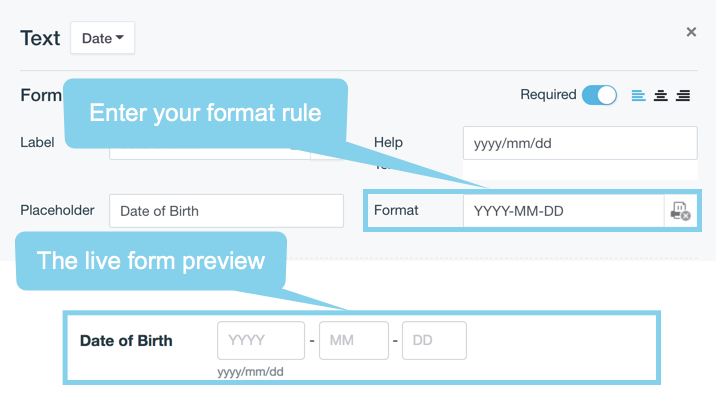 Text Date
Form
Required
Enter your format rule
Label
Help
yyyy/mm/dd
Placeholder
Date of Birth
Format
YYYY-MM-DD
The live form preview
Date of Birth
YYYY - MM - DD
yyyy/mm/dd